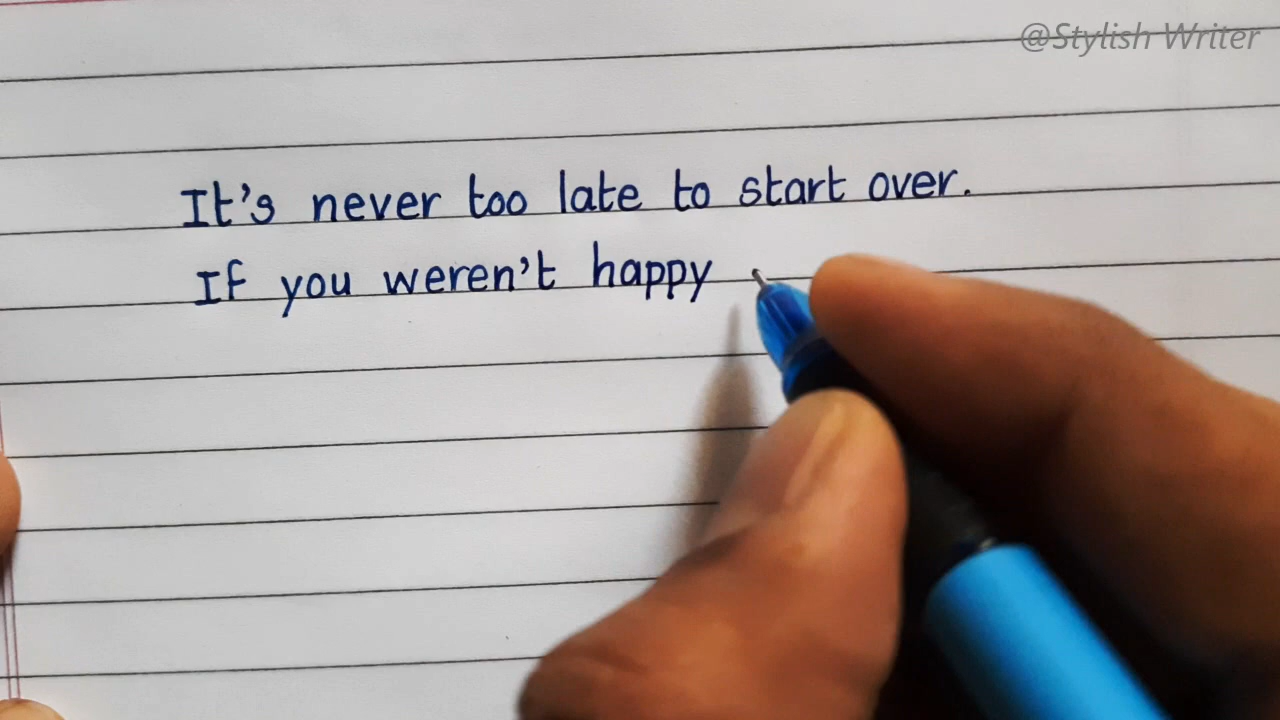 @Stylish Writer
It's never too late to start over.
If you weren't happy